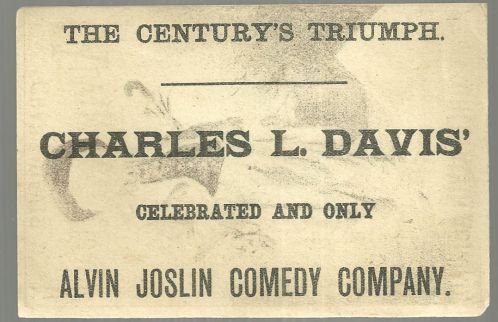 THE CENTURY'S TRIUMPH.
CHARLES L. DAVIS'
CELEBRATED AND ONLY
ALVIN JOSLIN COMEDY COMPANY.